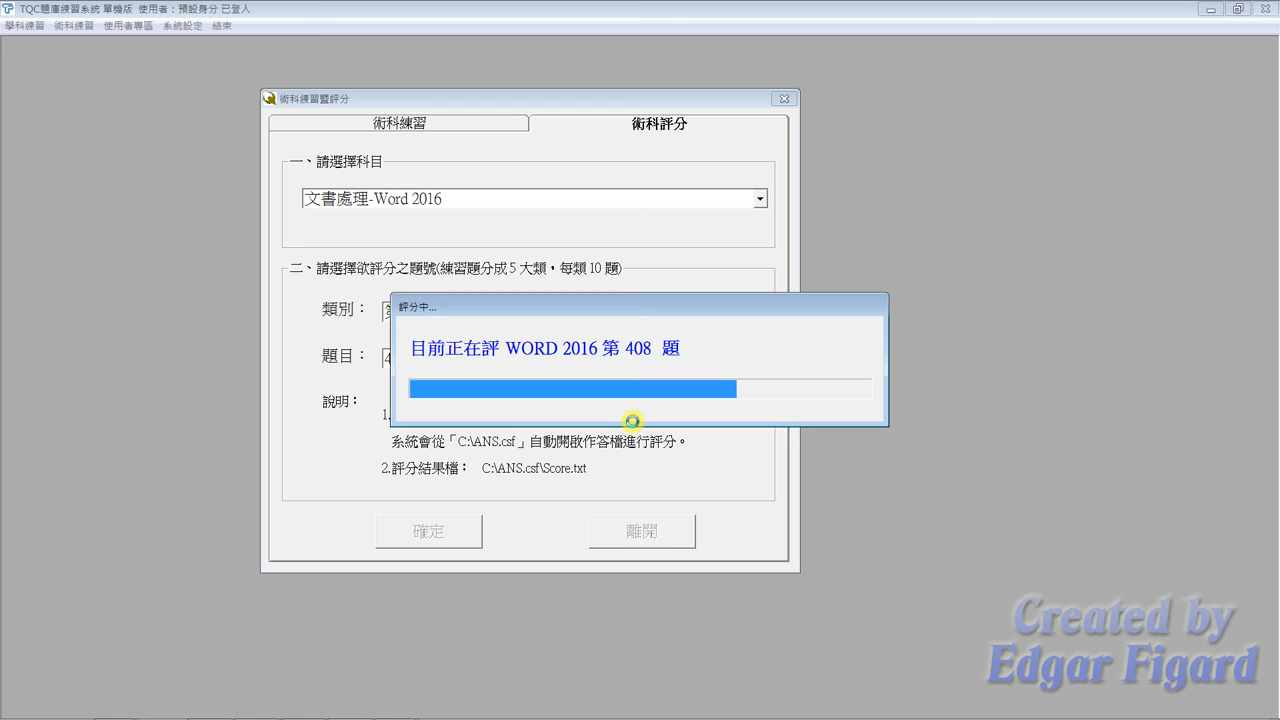 TQC題庫練習系統 單機版 使用者：預設身分 已登入
學科練習 術科練習 使用者專區 系統設定 結束
術科練習暨評分
術科練習 術科評分
一、請選擇科目
文書處理-Word 2016
二、請選擇欲評分之題號(練習題分成 5 大類，每類 10 題)
類別：
評分中...
目前正在評 WORD 2016 第 408 題
題目： 4
說明：
1.
系統會從「C:\ANS.csf」自動開啟作答檔進行評分。
2.評分結果檔： C:\ANS.csf\Score.txt
確定 離開
Created by
Edgar Figard